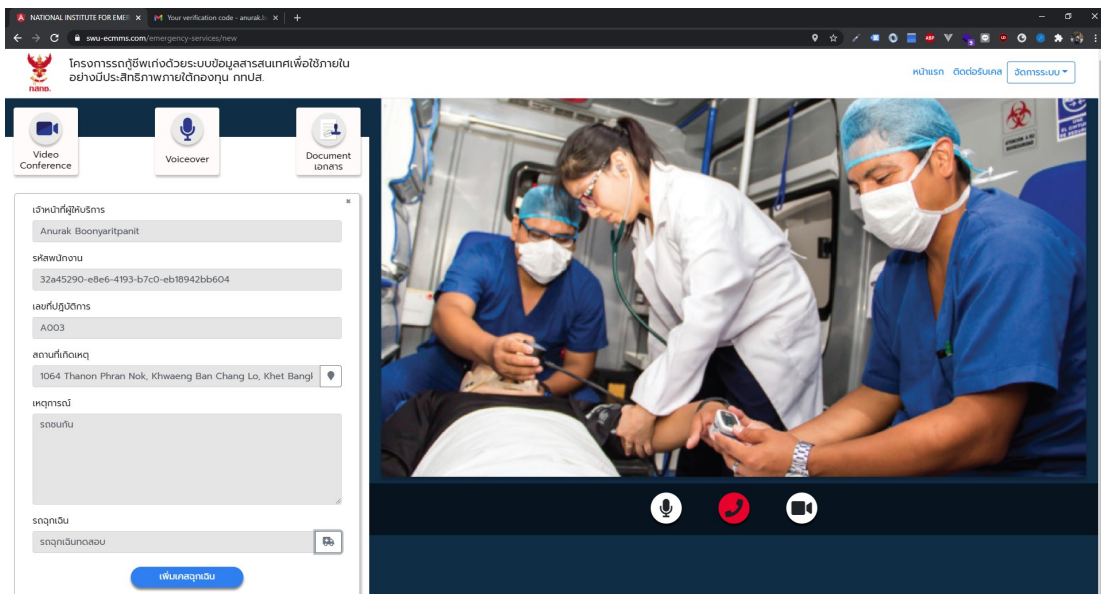 NATIONAL INSTITUTE FOR EMER
Your verification code - anurak.b
swu-ecmms.com/emergency-services/new
กสทช.
โครงการรถกู้ชีพเก่งด้วยระบบข้อมูลสารสนเทศเพื่อใช้ภายใน
อย่างมีประสิทธิภาพภายใต้กองทุน กทปส.
หน้าแรก ติดต่อรับเคส จัดการระบบ
Video
Conference
Voiceover
Document
เอกสาร
เจ้าหน้าที่ผู้ให้บริการ
Anurak Boonyaritpanit
รหัสพนักงาน
32a45290-e8e6-4193-b7c0-eb18942bb604
เลขที่ปฏิบัติการ
A003
สถานที่เกิดเหตุ
1064 Thanon Phran Nok, Khwaeng Ban Chang Lo, Khet Bangk
เหตุการณ์
รถชนกัน
รถฉุกเฉิน
รถฉุกเฉินทดสอบ
เพิ่มเคสฉุกเฉิน